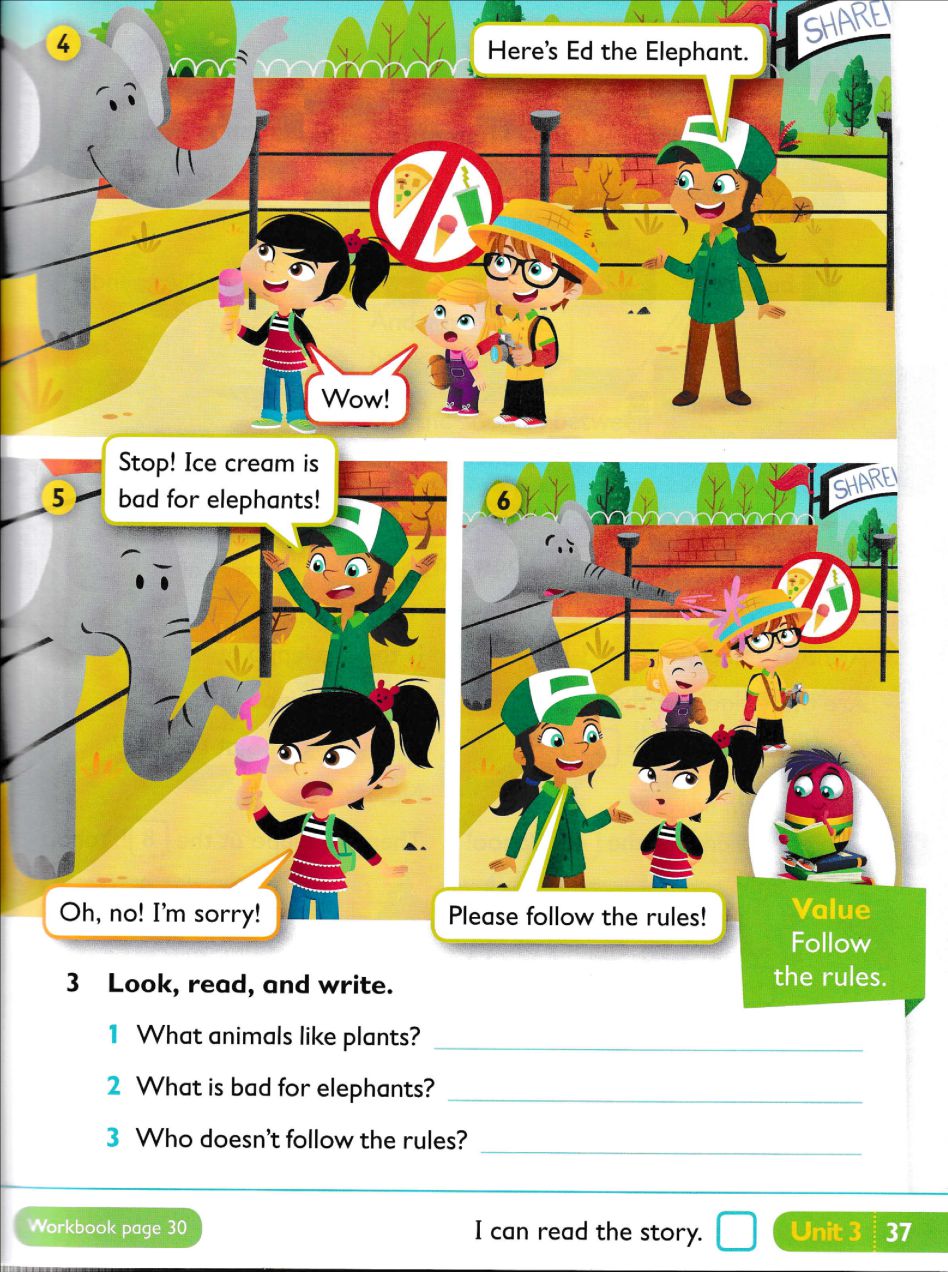 4
Here's Ed the Elephant.
SHARE!
Wow!
5
Stop! Ice cream is
bad for elephants!
Oh, no! I'm sorry!
6
SHARE!
Please follow the rules!
Value
Follow
the rules.
3 Look, read, and write.
1 What animals like plants?
2 What is bad for elephants?
3 Who doesn't follow the rules?
Workbook page 30
I can read the story.
Unit 3 37